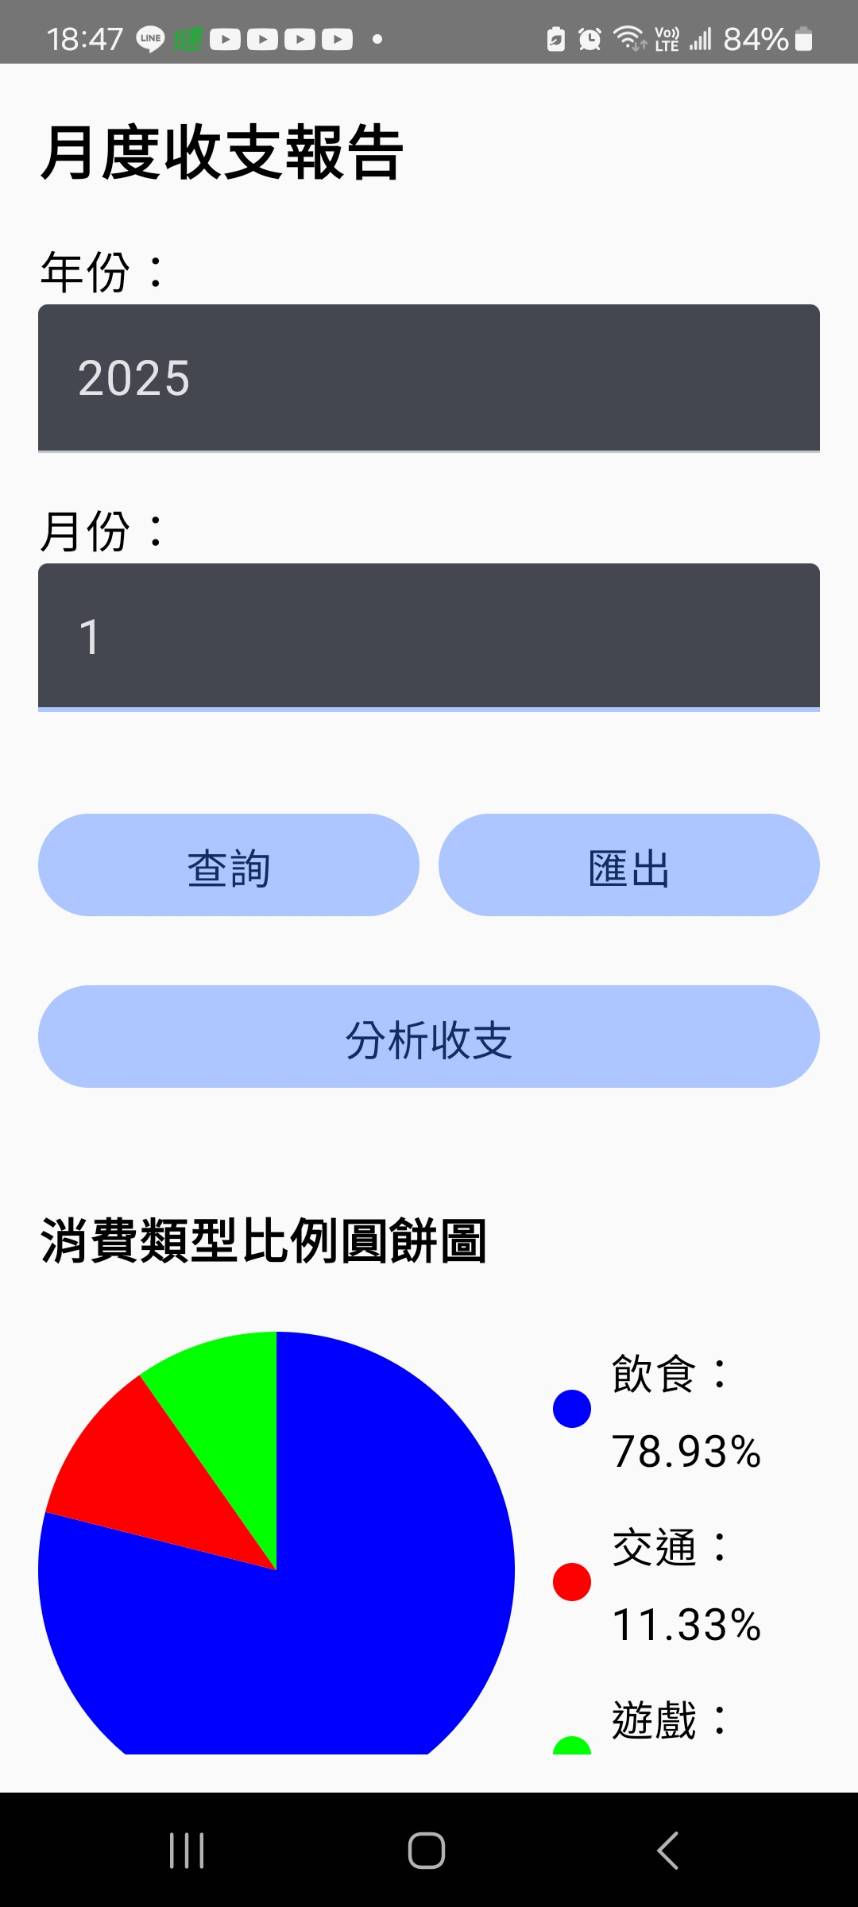 18:47 LINE Vo)) LTE 84%
月度收支報告
年份：
2025
月份：
1
查詢 匯出
分析收支
消費類型比例圓餅圖
飲食：
78.93%
交通：
11.33%
遊戲：